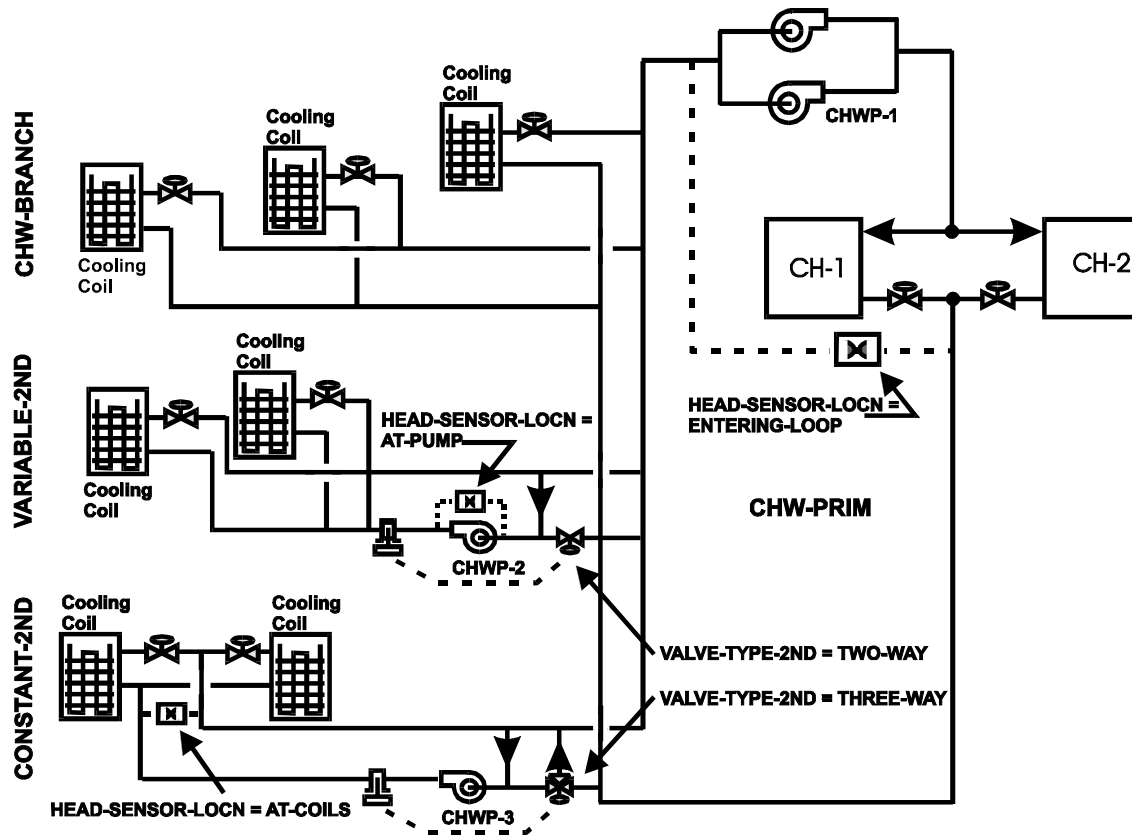 Cooling
Coil
CHWP-1
Cooling
Coil
CHW-BRANCH
Cooling
Coil
CH-1
CH-2
Cooling
Coil
HEAD-SENSOR-LOCN =
ENTERING-LOOP
HEAD-SENSOR-LOCN =
AT-PUMP
VARIABLE-2ND
Cooling
Coil
CHW-PRIM
CHWP-2
Cooling
Coil
Cooling
Coil
CONSTANT-2ND
VALVE-TYPE-2ND = TWO-WAY
VALVE-TYPE-2ND = THREE-WAY
HEAD-SENSOR-LOCN = AT-COILS
CHWP-3